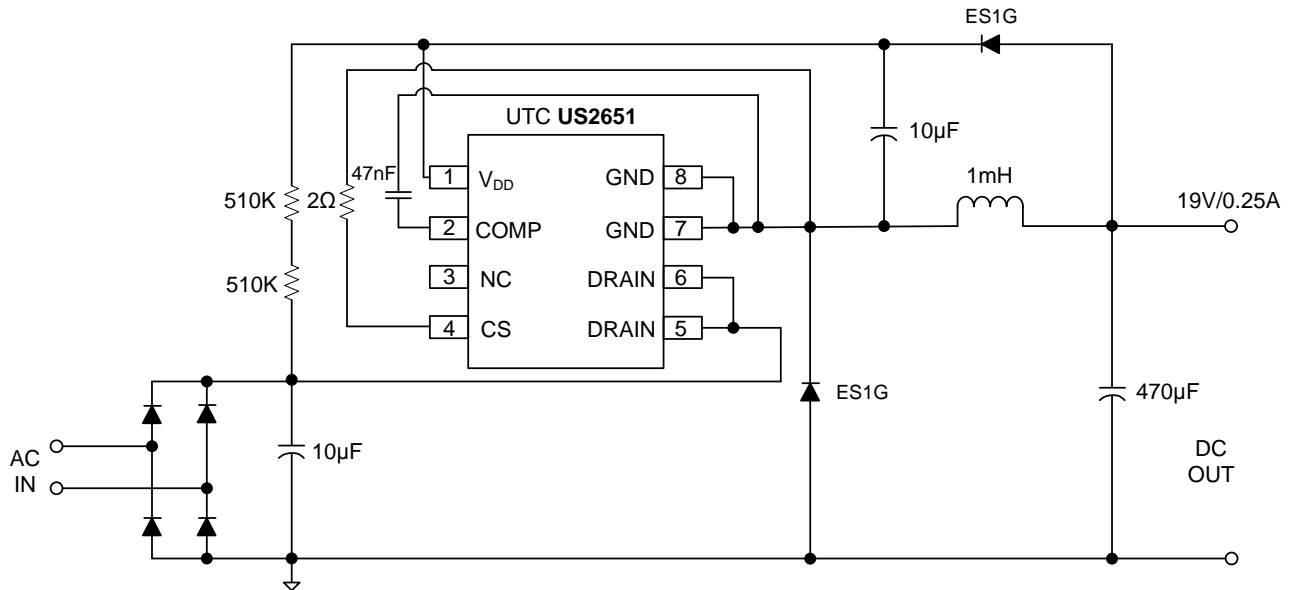 ES1G
UTC US2651
10µF
47nF
1
VDD
GND
8
1mH
510K
2Ω
19V/0.25A
2
COMP
GND
7
510K
3
NC
DRAIN
6
4
CS
DRAIN
5
ES1G
470µF
10µF
AC
IN
DC
OUT